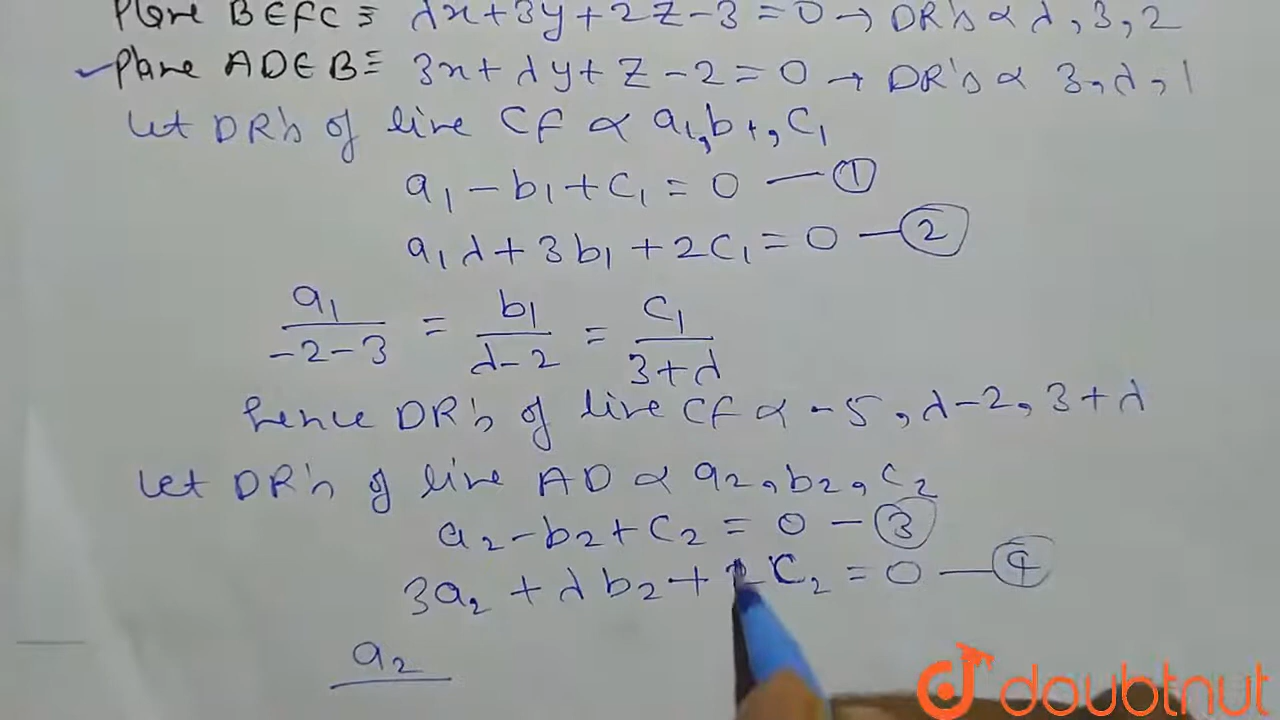 Plane BEFC ≡ λx+3y+2z-3=0 → DR's ∝ λ, 3, 2
Plane ADEB ≡ 3x+λy+z-2=0 → DR's ∝ 3, λ, 1
Let DR's of line CF ∝ a₁, b₁, c₁
a₁-b₁+c₁=0 — ①
a₁λ+3b₁+2c₁=0 — ②
a₁/(-2-3) = b₁/(λ-2) = c₁/(3+λ)
hence DR's of line CF ∝ -5, λ-2, 3+λ
Let DR's of line AD ∝ a₂, b₂, c₂
a₂-b₂+c₂=0 — ③
3a₂+λb₂+ c₂=0 — ④
a₂
doubtnut